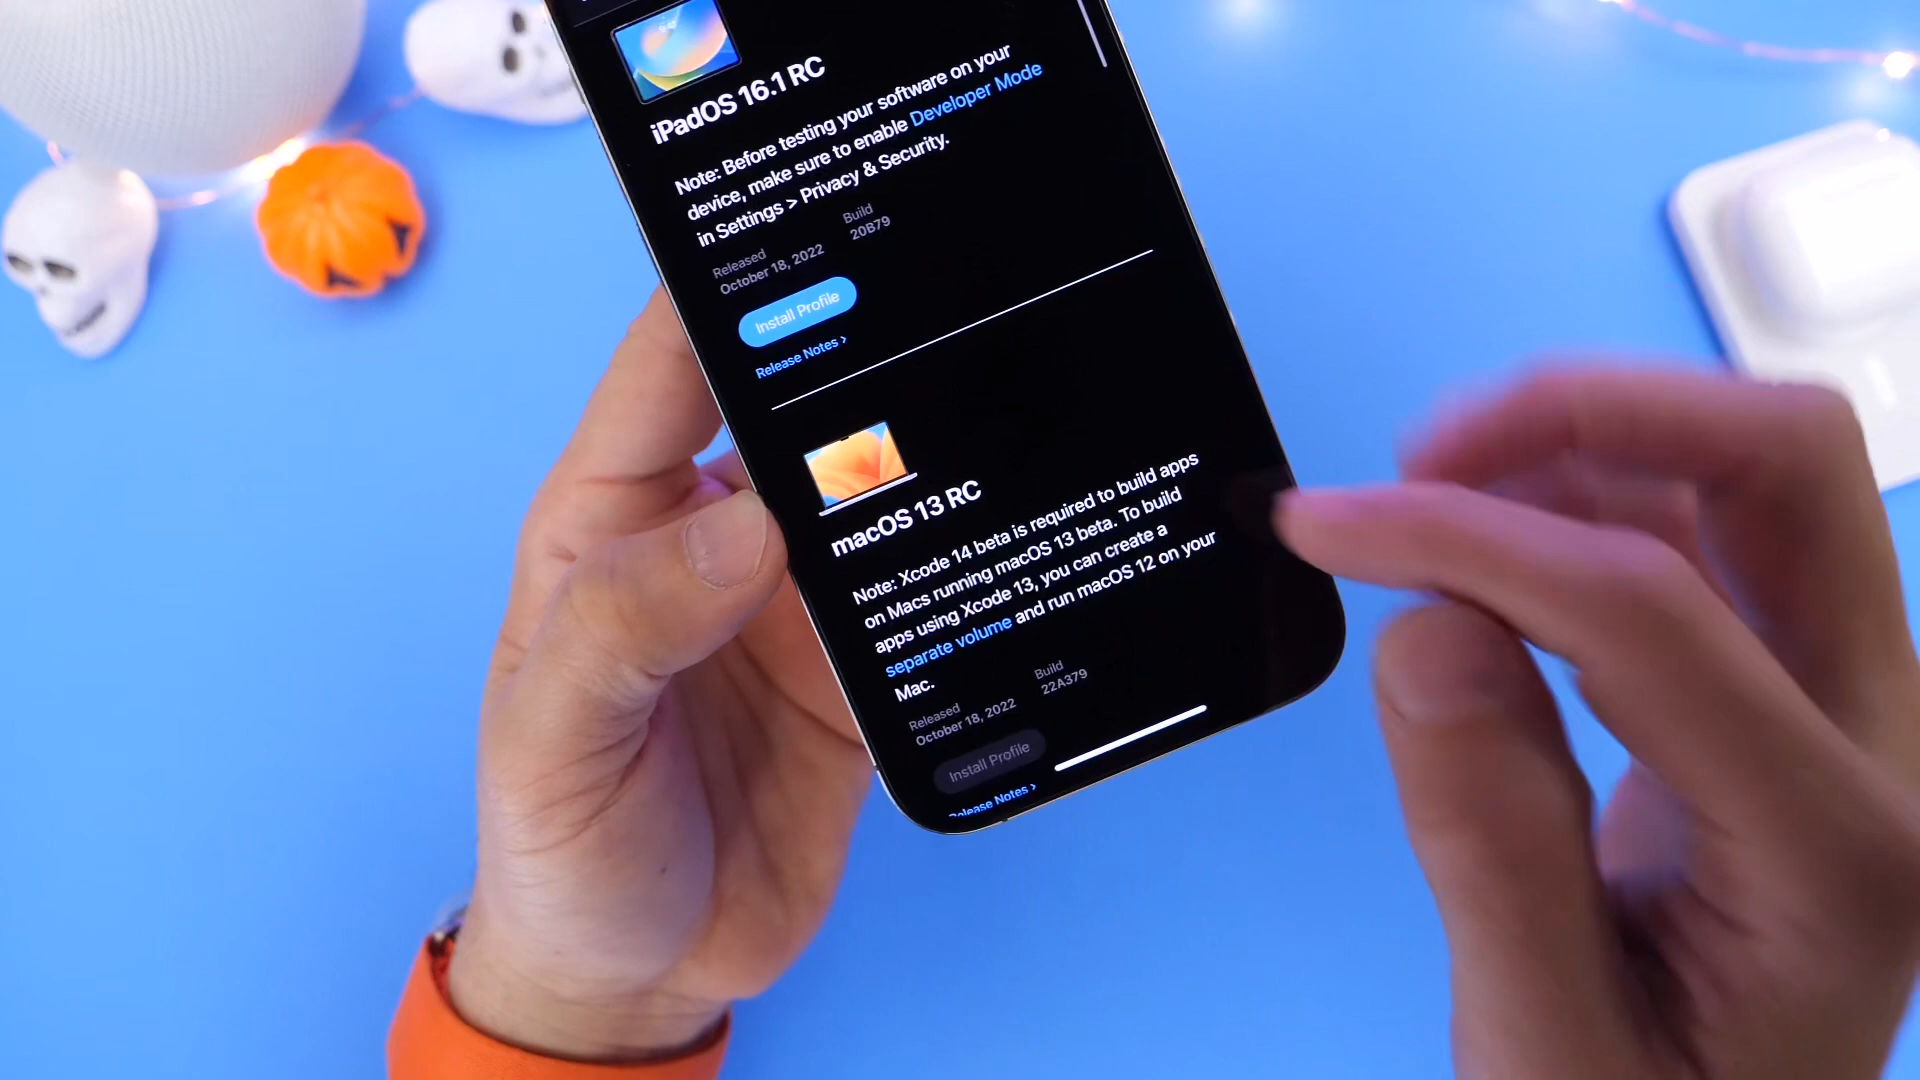 iPadOS 16.1 RC
Note: Before testing your software on your
device, make sure to enable Developer Mode
in Settings > Privacy & Security.
Released
October 18, 2022
Build
20B79
Install Profile
Release Notes ›
macOS 13 RC
Note: Xcode 14 beta is required to build apps
on Macs running macOS 13 beta. To build
apps using Xcode 13, you can create a
separate volume and run macOS 12 on your
Mac.
Released
October 18, 2022
Build
22A379
Install Profile
Release Notes ›